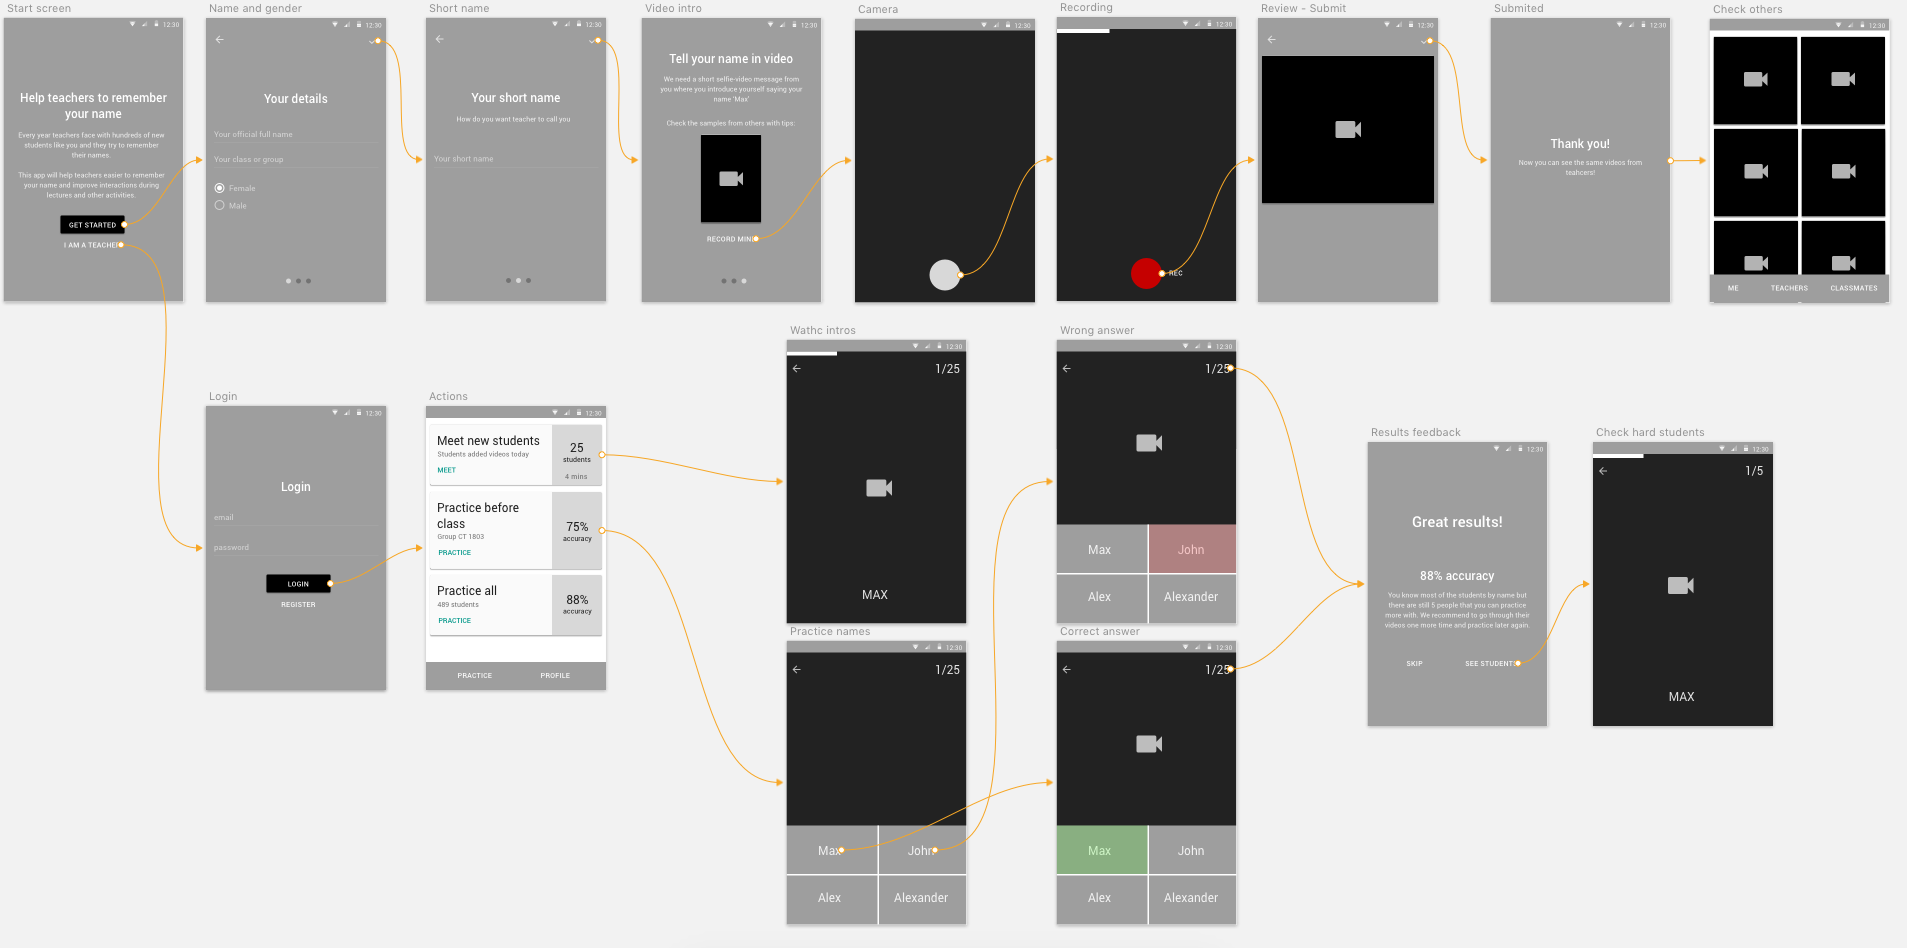 Start screen
12:30
Help teachers to remember
your name
Every year teachers face with hundreds of new
students like you and they try to remember
their names.
This app will help teachers easier to remember
your name and improve interactions during
lectures and other activities.
GET STARTED
I AM A TEACHER
Name and gender
12:30
Your details
Your official full name
Your class or group
Female
Male
Short name
12:30
Your short name
How do you want teacher to call you
Your short name
Video intro
12:30
Tell your name in video
We need a short selfie-video message from
you where you introduce yourself saying your
name 'Max'
Check the samples from others with tips:
RECORD MINE
Camera
12:30
Recording
12:30
REC
Review - Submit
12:30
Submited
12:30
Thank you!
Now you can see the same videos from
teahcers!
Check others
12:30
ME TEACHERS CLASSMATES
Login
12:30
Login
email
password
LOGIN
REGISTER
Actions
12:30
Meet new students
Students added videos today
MEET
25
students
4 mins
Practice before
class
Group CT 1803
PRACTICE
75%
accuracy
Practice all
489 students
PRACTICE
88%
accuracy
PRACTICE PROFILE
Wathc intros
12:30
1/25
MAX
Practice names
12:30
1/25
Max John
Alex Alexander
Wrong answer
12:30
1/25
Max John
Alex Alexander
Correct answer
12:30
1/25
Max John
Alex Alexander
Results feedback
12:30
Great results!
88% accuracy
You know most of the students by name but
there are still 5 people that you can practice
more with. We recommend to go through their
videos one more time and practice later again.
SKIP SEE STUDENTS
Check hard students
12:30
1/5
MAX